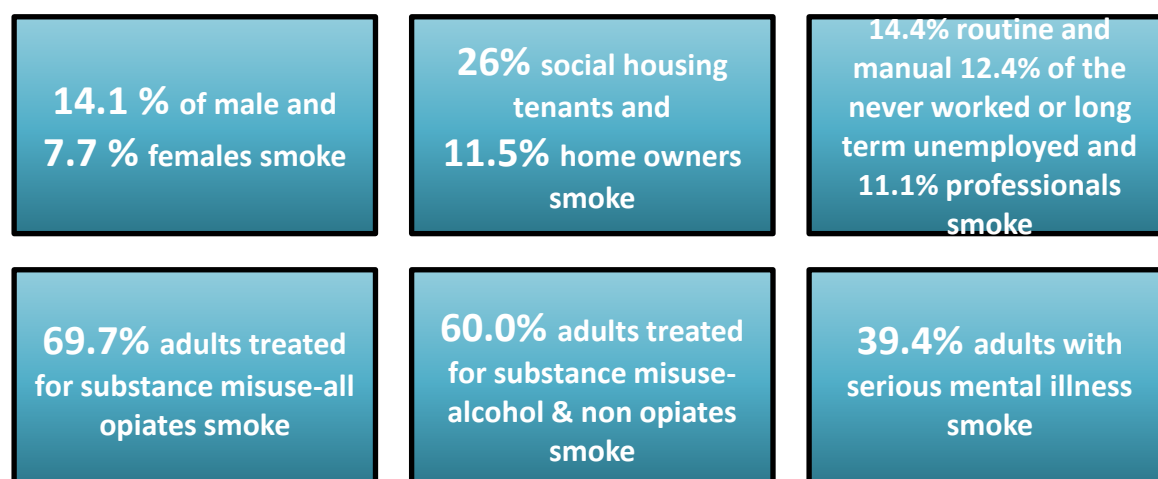 14.1 % of male and
7.7 % females smoke
26% social housing
tenants and
11.5% home owners
smoke
14.4% routine and
manual 12.4% of the
never worked or long
term unemployed and
11.1% professionals
smoke
69.7% adults treated
for substance misuse-all
opiates smoke
60.0% adults treated
for substance misuse-
alcohol & non opiates
smoke
39.4% adults with
serious mental illness
smoke